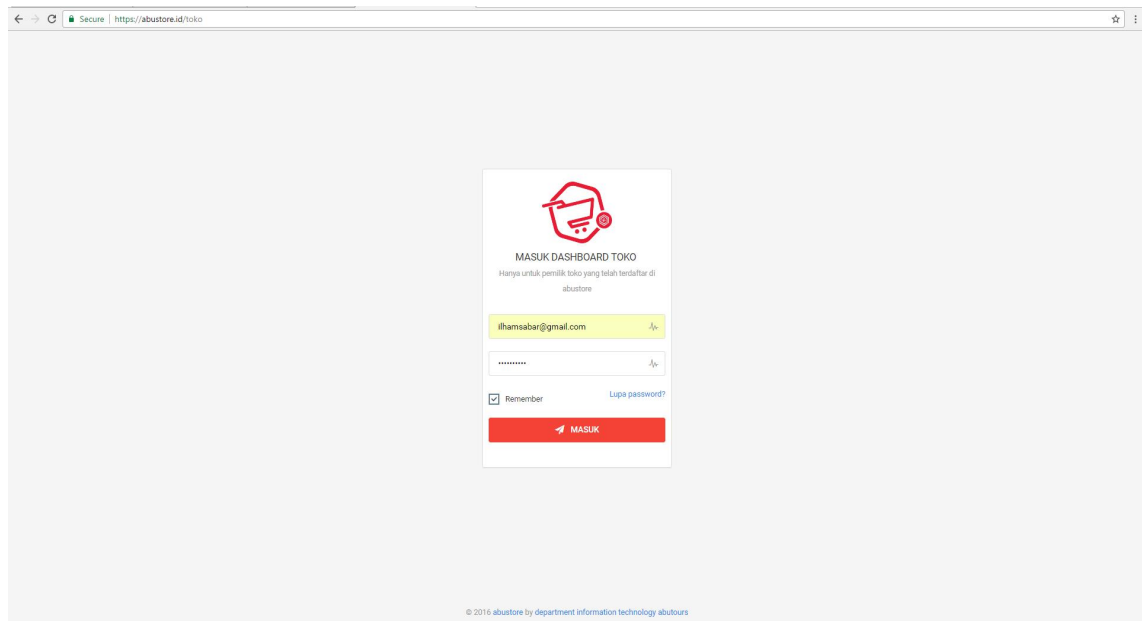 Secure | https://abustore.id/toko
MASUK DASHBOARD TOKO
Hanya untuk pemilik toko yang telah terdaftar di
abustore
ilhamsabar@gmail.com
••••••••••
Remember
Lupa password?
MASUK
© 2016 abustore by department information technology abutours